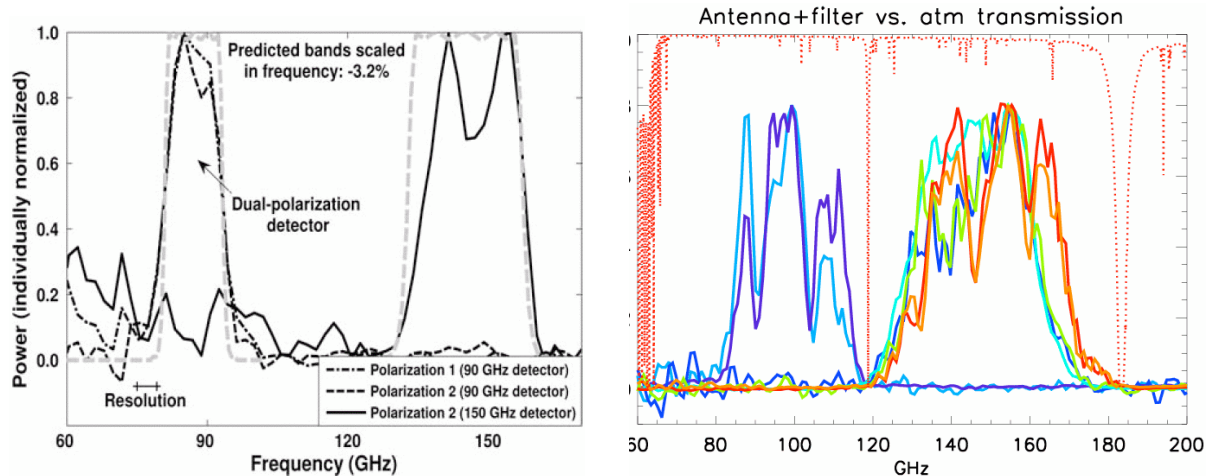 Antenna+filter vs. atm transmission
Power (individually normalized)
1.0
0.8
0.6
0.4
0.2
0.0
Predicted bands scaled
in frequency: -3.2%
Dual-polarization
detector
Resolution
Polarization 1 (90 GHz detector)
Polarization 2 (90 GHz detector)
Polarization 2 (150 GHz detector)
60 90 120 150
Frequency (GHz)
80 100 120 140 160 180 200
GHz